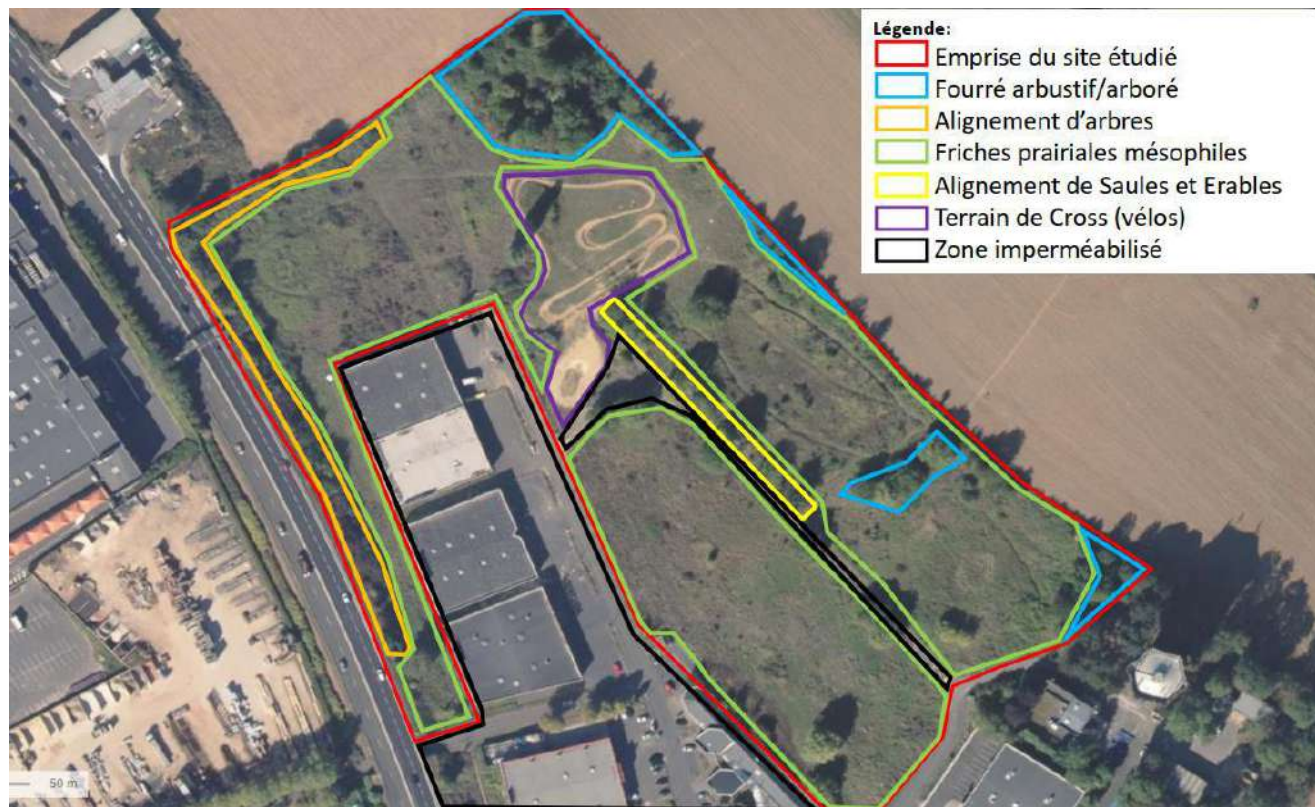 Légende:
Emprise du site étudié
Fourré arbustif/arboré
Alignement d'arbres
Friches prairiales mésophiles
Alignement de Saules et Erables
Terrain de Cross (vélos)
Zone imperméabilisé
50 m